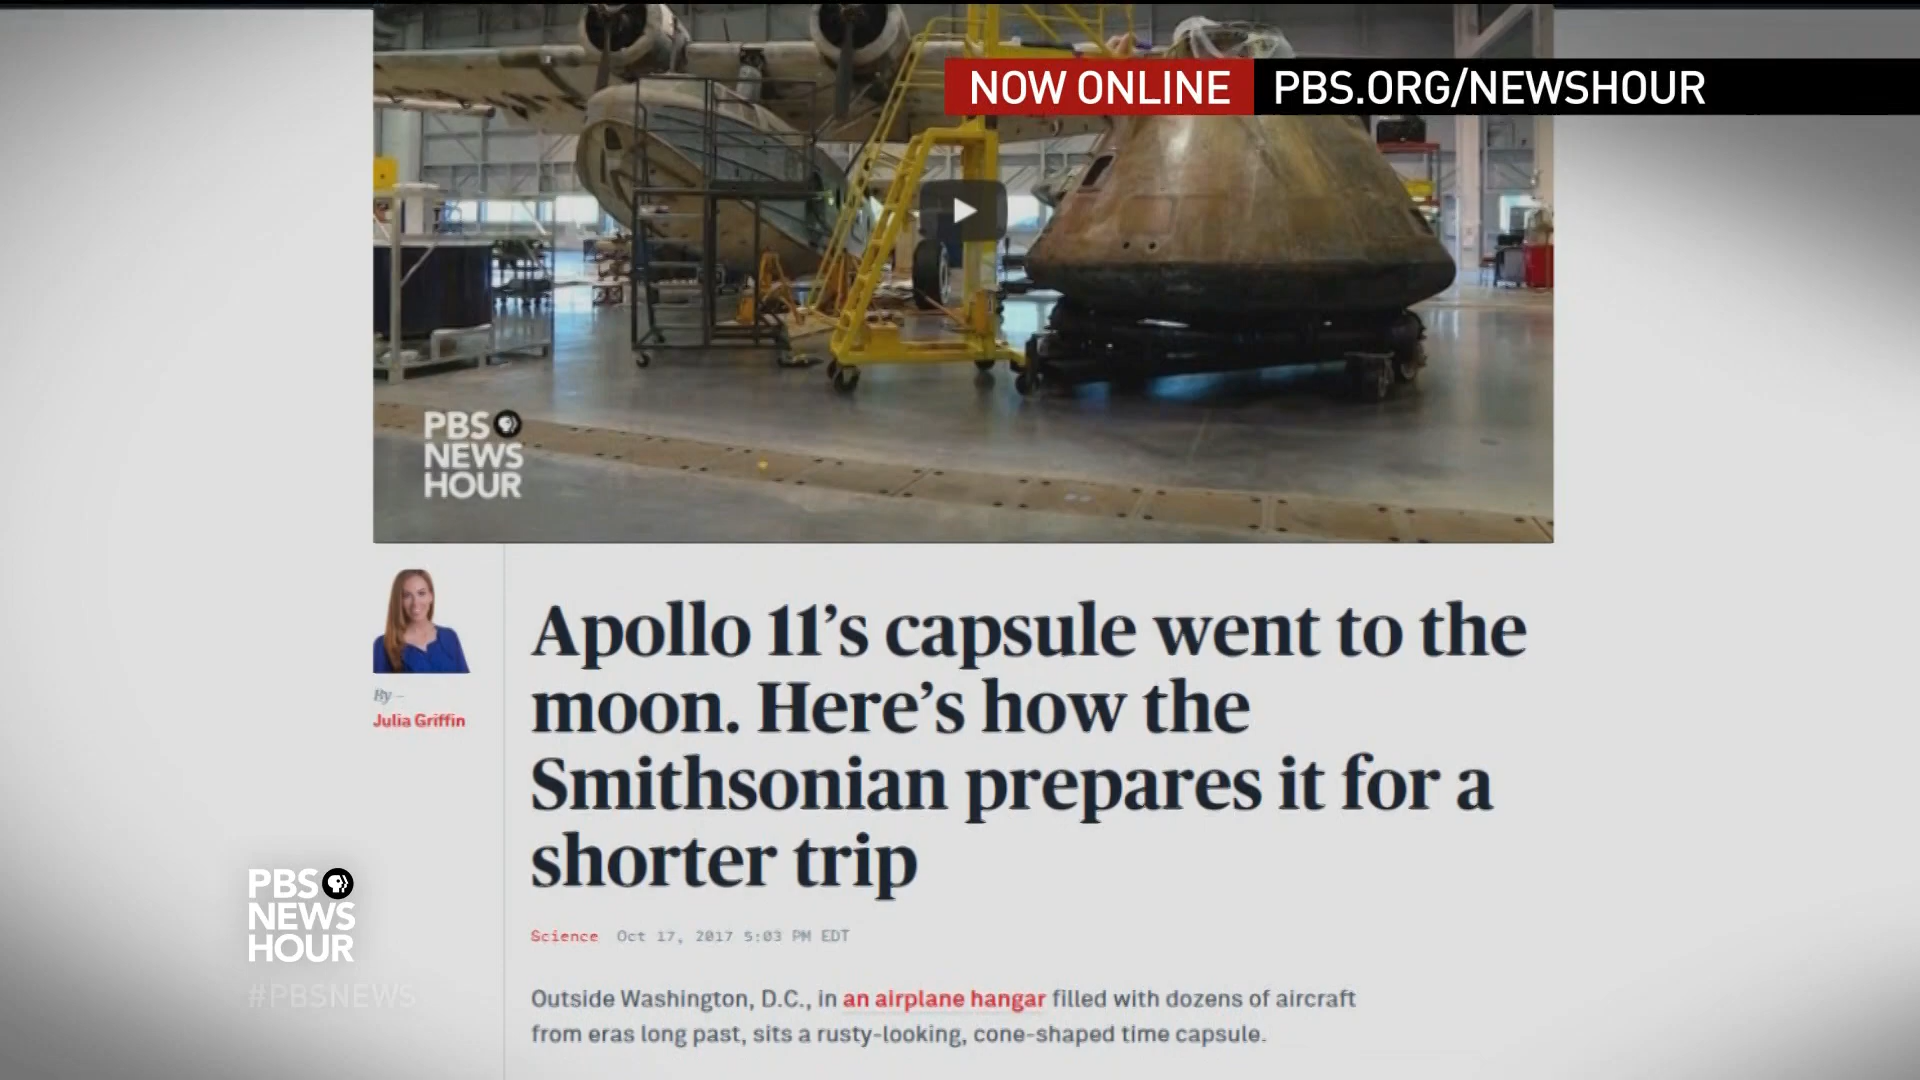 NOW ONLINE PBS.ORG/NEWSHOUR
PBS
NEWS
HOUR
By —
Julia Griffin
Apollo 11’s capsule went to the
moon. Here’s how the
Smithsonian prepares it for a
shorter trip
Science Oct 17, 2017 5:03 PM EDT
Outside Washington, D.C., in an airplane hangar filled with dozens of aircraft
from eras long past, sits a rusty-looking, cone-shaped time capsule.
PBS
NEWS
HOUR
#PBSNEWS